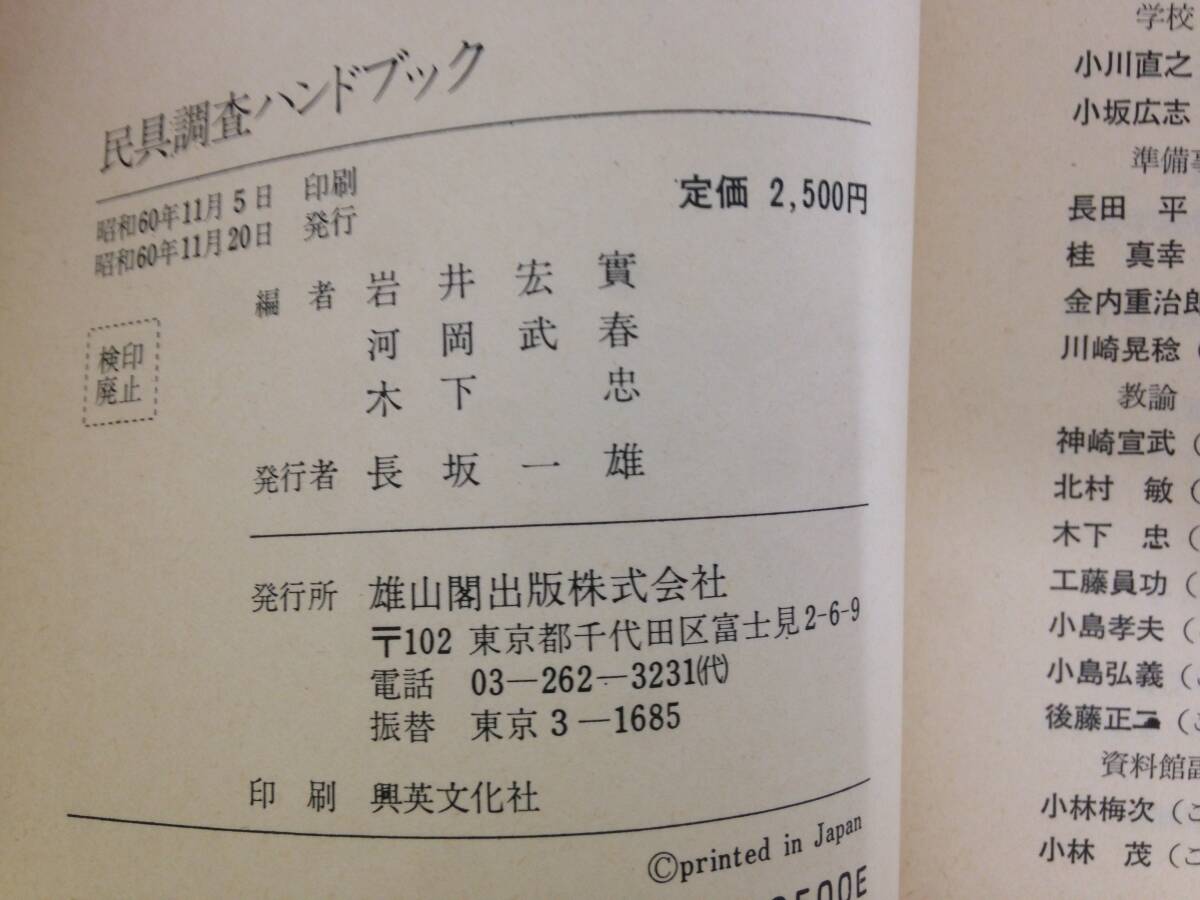 民具調査ハンドブック
昭和60年11月5日 印刷
昭和60年11月20日 発行
定価 2,500円
編者 岩井宏實
河岡武春
木下忠
検印
廃止
発行者 長坂一雄
発行所 雄山閣出版株式会社
〒102 東京都千代田区富士見2-6-9
電話 03―262―3231㈹
振替 東京3―1685
印刷 興英文化社
©printed in Japan
学校
小川直之
小坂広志
準備
長田 平
桂 真幸
金内重治郎
川崎晃稔（
教諭
神崎宣武（
北村 敏（
木下 忠（
工藤員功（
小島孝夫（
小島弘義（
後藤正二（
資料館
小林梅次（こ
小林 茂（こ